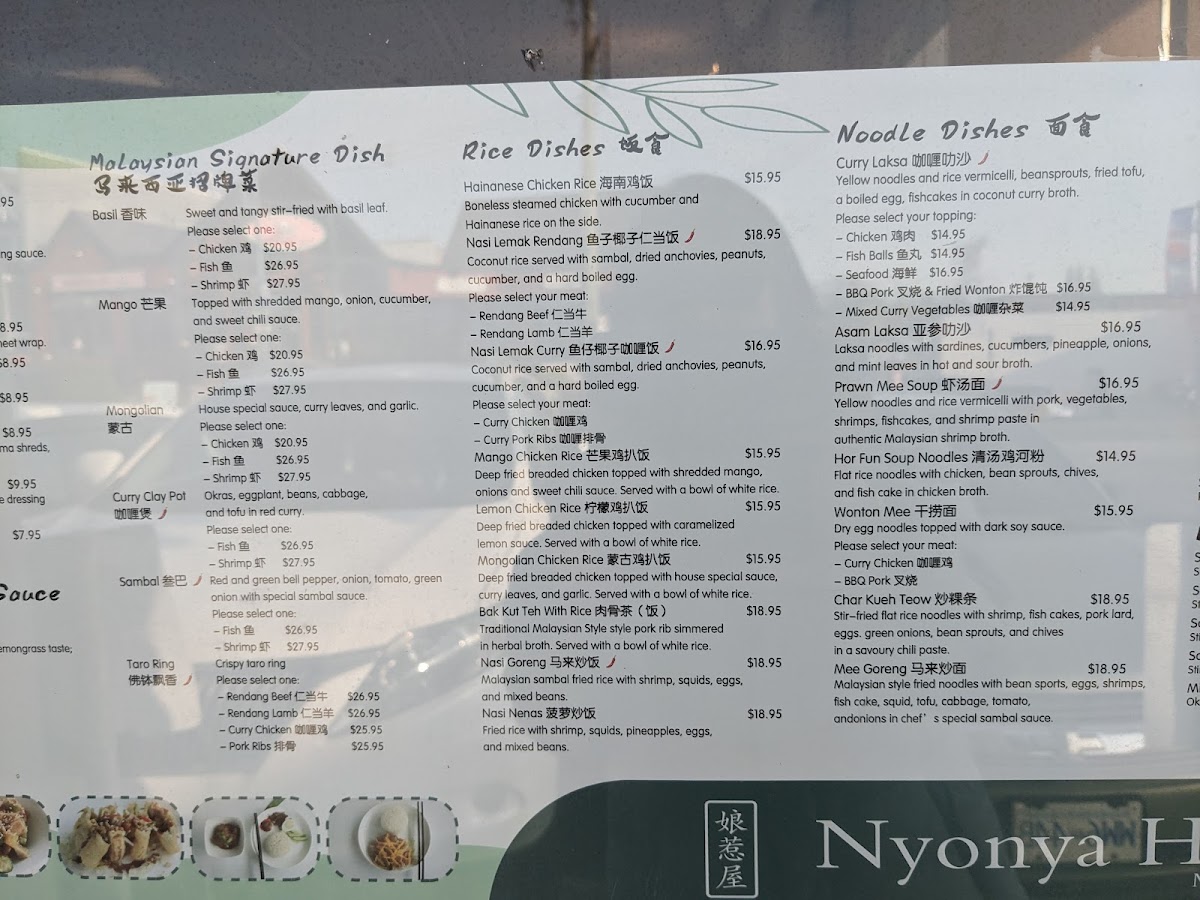 95
ng sauce.
8.95
neet wrap.
$8.95
$8.95
$8.95
ma shreds,
$9.95
e dressing
$7.95
Sauce
emongrass taste;
Malaysian Signature Dish
马来西亚招牌菜
Basil 香味 Sweet and tangy stir-fried with basil leaf.
Please select one:
- Chicken 鸡 $20.95
- Fish 鱼 $26.95
- Shrimp 虾 $27.95
Mango 芒果 Topped with shredded mango, onion, cucumber,
and sweet chili sauce.
Please select one:
- Chicken 鸡 $20.95
- Fish 鱼 $26.95
- Shrimp 虾 $27.95
Mongolian House special sauce, curry leaves, and garlic.
蒙古 Please select one:
- Chicken 鸡 $20.95
- Fish 鱼 $26.95
- Shrimp 虾 $27.95
Curry Clay Pot Okras, eggplant, beans, cabbage,
咖喱煲 and tofu in red curry.
Please select one:
- Fish 鱼 $26.95
- Shrimp 虾 $27.95
Sambal 叁巴 Red and green bell pepper, onion, tomato, green
onion with special sambal sauce.
Please select one:
- Fish 鱼 $26.95
- Shrimp 虾 $27.95
Taro Ring Crispy taro ring
佛钵飘香 Please select one:
- Rendang Beef 仁当牛 $26.95
- Rendang Lamb 仁当羊 $26.95
- Curry Chicken 咖喱鸡 $25.95
- Pork Ribs 排骨 $25.95
Rice Dishes 饭食
Hainanese Chicken Rice 海南鸡饭 $15.95
Boneless steamed chicken with cucumber and
Hainanese rice on the side.
Nasi Lemak Rendang 鱼子椰子仁当饭 $18.95
Coconut rice served with sambal, dried anchovies, peanuts,
cucumber, and a hard boiled egg.
Please select your meat:
- Rendang Beef 仁当牛
- Rendang Lamb 仁当羊
Nasi Lemak Curry 鱼仔椰子咖喱饭 $16.95
Coconut rice served with sambal, dried anchovies, peanuts,
cucumber, and a hard boiled egg.
Please select your meat:
- Curry Chicken 咖喱鸡
- Curry Pork Ribs 咖喱排骨
Mango Chicken Rice 芒果鸡扒饭 $15.95
Deep fried breaded chicken topped with shredded mango,
onions and sweet chili sauce. Served with a bowl of white rice.
Lemon Chicken Rice 柠檬鸡扒饭 $15.95
Deep fried breaded chicken topped with caramelized
lemon sauce. Served with a bowl of white rice.
Mongolian Chicken Rice 蒙古鸡扒饭 $15.95
Deep fried breaded chicken topped with house special sauce,
curry leaves, and garlic. Served with a bowl of white rice.
Bak Kut Teh With Rice 肉骨茶（饭） $18.95
Traditional Malaysian Style style pork rib simmered
in herbal broth. Served with a bowl of white rice.
Nasi Goreng 马来炒饭 $18.95
Malaysian sambal fried rice with shrimp, squids, eggs,
and mixed beans.
Nasi Nenas 菠萝炒饭 $18.95
Fried rice with shrimp, squids, pineapples, eggs,
and mixed beans.
Noodle Dishes 面食
Curry Laksa 咖喱叻沙
Yellow noodles and rice vermicelli, beansprouts, fried tofu,
a boiled egg, fishcakes in coconut curry broth.
Please select your topping:
- Chicken 鸡肉 $14.95
- Fish Balls 鱼丸 $14.95
- Seafood 海鲜 $16.95
- BBQ Pork 叉烧 & Fried Wonton 炸馄饨 $16.95
- Mixed Curry Vegetables 咖喱杂菜 $14.95
Asam Laksa 亚参叻沙 $16.95
Laksa noodles with sardines, cucumbers, pineapple, onions,
and mint leaves in hot and sour broth.
Prawn Mee Soup 虾汤面 $16.95
Yellow noodles and rice vermicelli with pork, vegetables,
shrimps, fishcakes, and shrimp paste in
authentic Malaysian shrimp broth.
Hor Fun Soup Noodles 清汤鸡河粉 $14.95
Flat rice noodles with chicken, bean sprouts, chives,
and fish cake in chicken broth.
Wonton Mee 干捞面 $15.95
Dry egg noodles topped with dark soy sauce.
Please select your meat:
- Curry Chicken 咖喱鸡
- BBQ Pork 叉烧
Char Kueh Teow 炒粿条 $18.95
Stir-fried flat rice noodles with shrimp, fish cakes, pork lard,
eggs. green onions, bean sprouts, and chives
in a savoury chili paste.
Mee Goreng 马来炒面 $18.95
Malaysian style fried noodles with bean sports, eggs, shrimps,
fish cake, squid, tofu, cabbage, tomato,
andonions in chef's special sambal sauce.
娘惹屋
Nyonya H